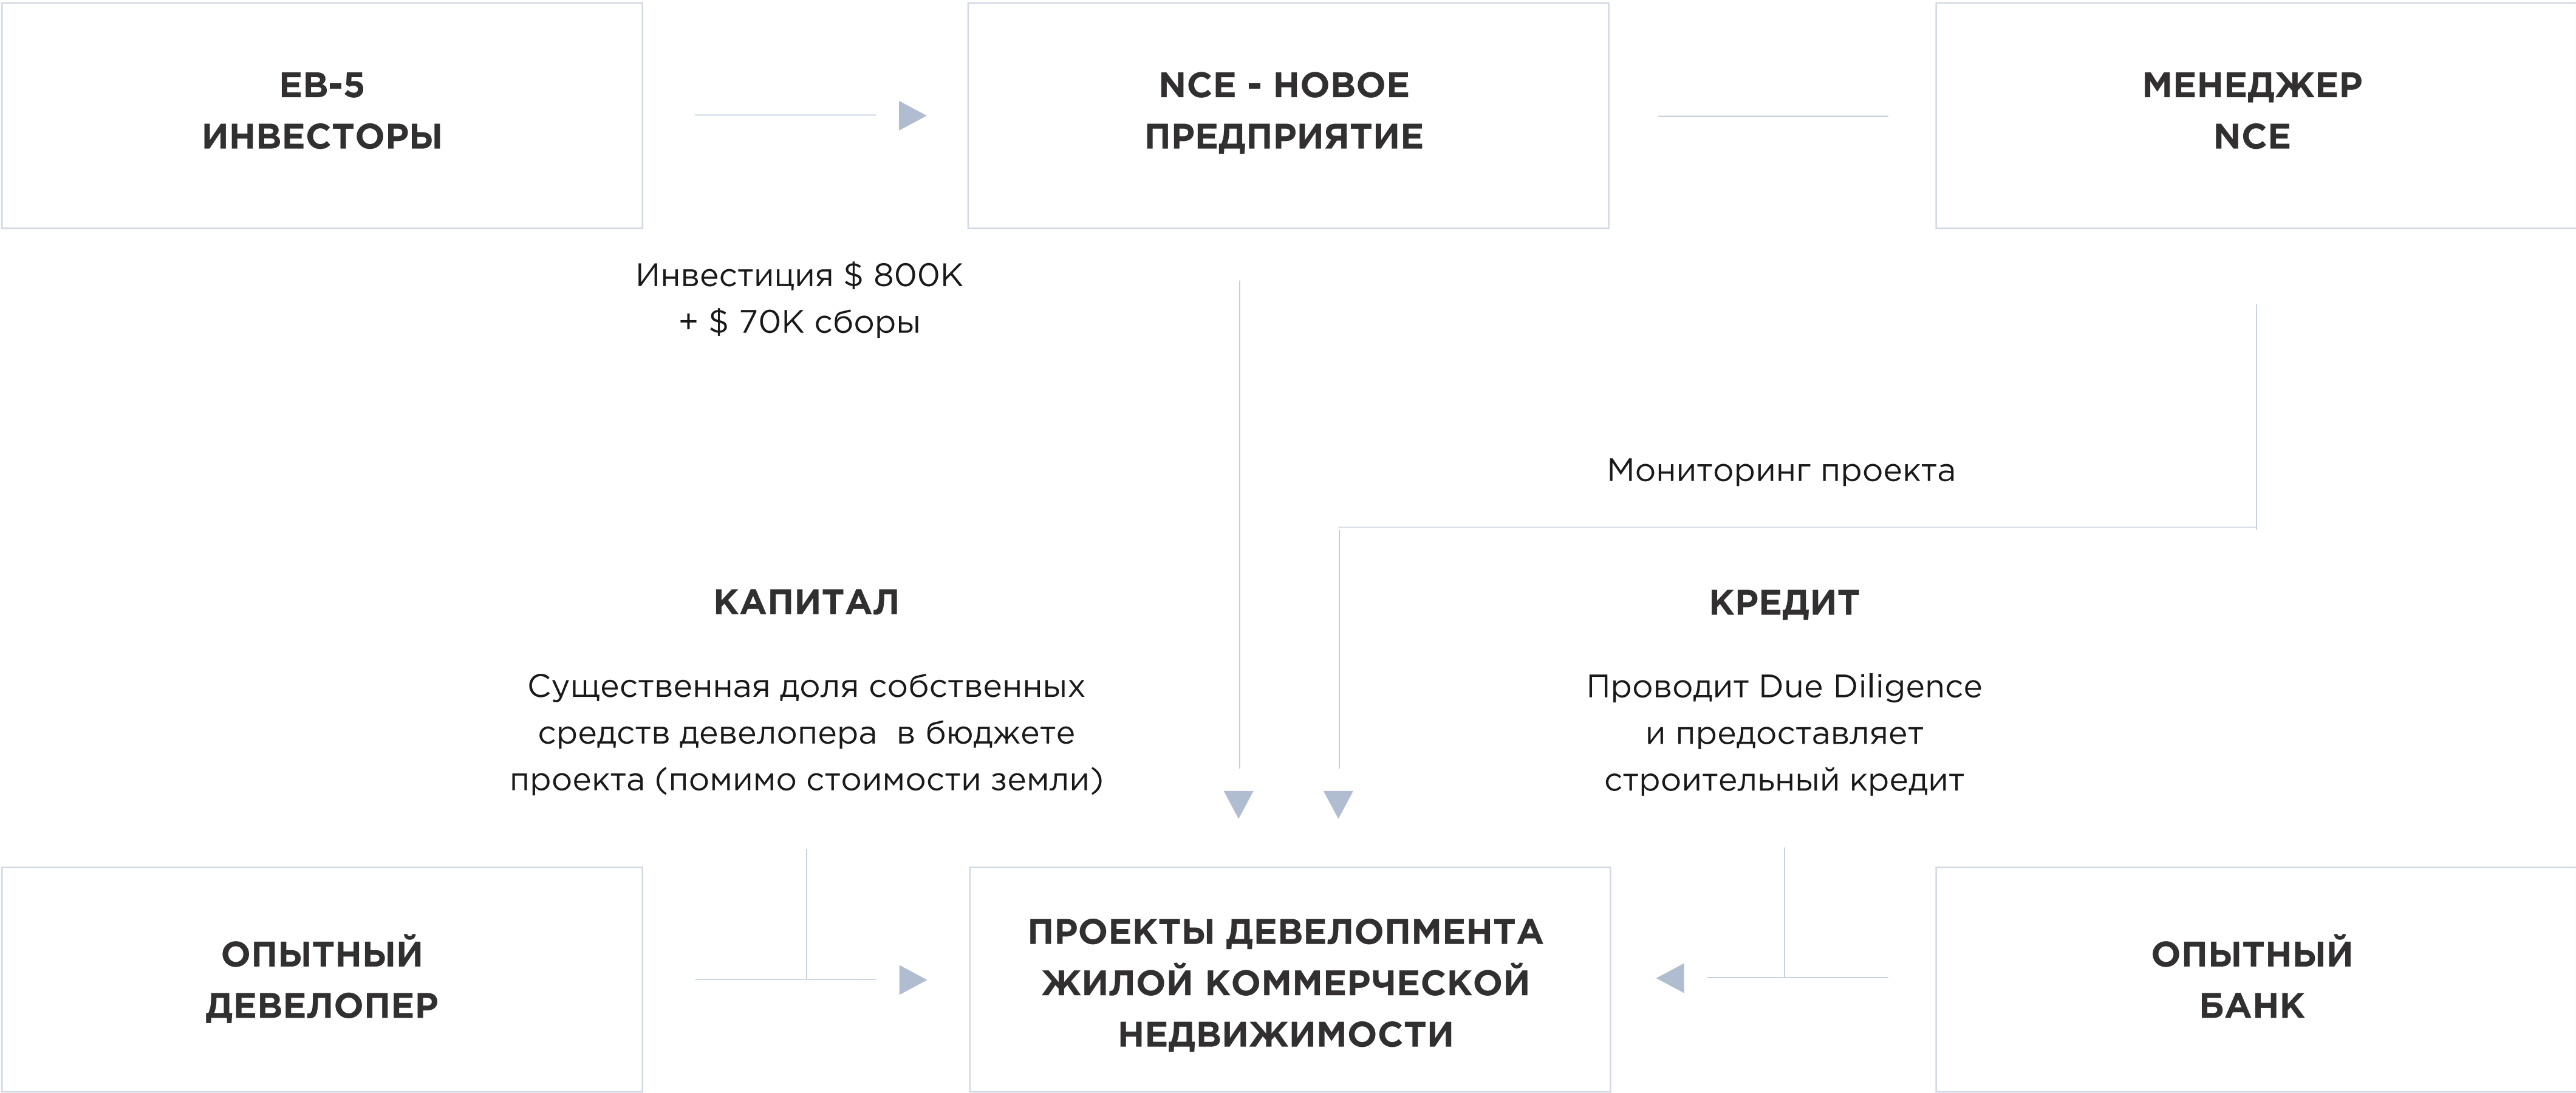 ЕВ-5
ИНВЕСТОРЫ
NCE - НОВОЕ
ПРЕДПРИЯТИЕ
МЕНЕДЖЕР
NCE
Инвестиция $ 800K
+ $ 70K сборы
Мониторинг проекта
КАПИТАЛ
Существенная доля собственных
средств девелопера в бюджете
проекта (помимо стоимости земли)
КРЕДИТ
Проводит Due Diligence
и предоставляет
строительный кредит
ОПЫТНЫЙ
ДЕВЕЛОПЕР
ПРОЕКТЫ ДЕВЕЛОПМЕНТА
ЖИЛОЙ КОММЕРЧЕСКОЙ
НЕДВИЖИМОСТИ
ОПЫТНЫЙ
БАНК